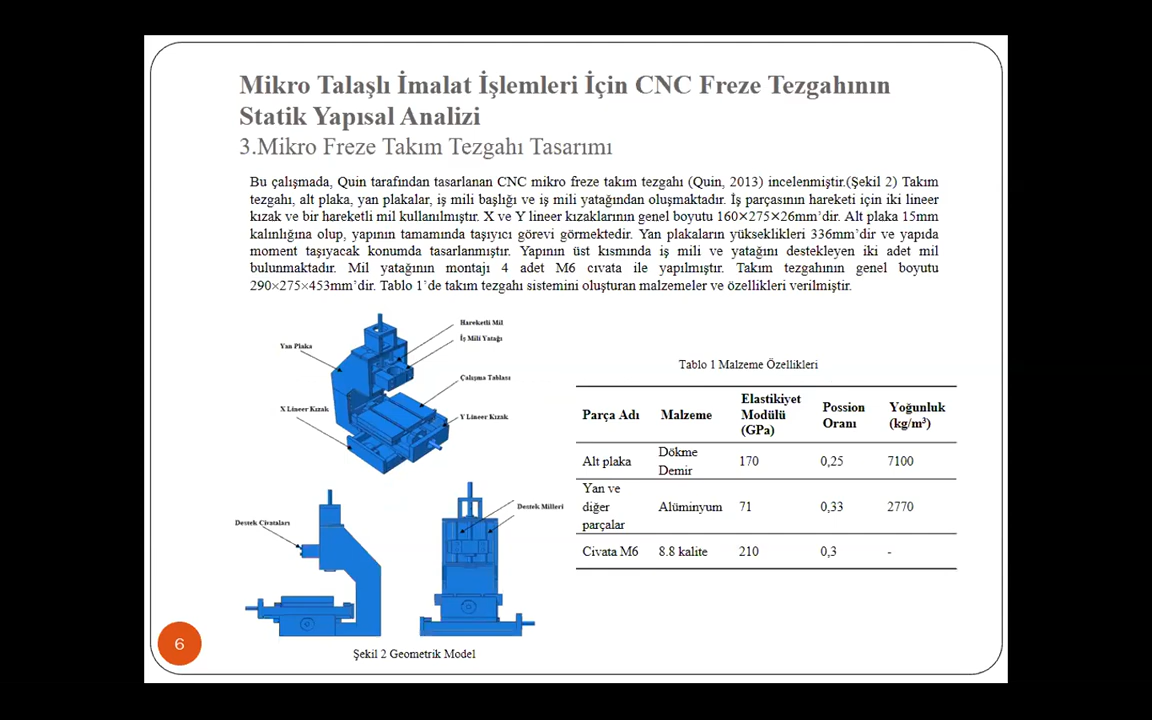 Mikro Talaşlı İmalat İşlemleri İçin CNC Freze Tezgahının
Statik Yapısal Analizi
3.Mikro Freze Takım Tezgahı Tasarımı
Bu çalışmada, Quin tarafından tasarlanan CNC mikro freze takım tezgahı (Quin, 2013) incelenmiştir.(Şekil 2) Takım
tezgahı, alt plaka, yan plakalar, iş mili başlığı ve iş mili yatağından oluşmaktadır. İş parçasının hareketi için iki lineer
kızak ve bir hareketli mil kullanılmıştır. X ve Y lineer kızaklarının genel boyutu 160×275×26mm'dir. Alt plaka 15mm
kalınlığına olup, yapının tamamında taşıyıcı görevi görmektedir. Yan plakaların yükseklikleri 336mm'dir ve yapıda
moment taşıyacak konumda tasarlanmıştır. Yapının üst kısmında iş mili ve yatağını destekleyen iki adet mil
bulunmaktadır. Mil yatağının montajı 4 adet M6 cıvata ile yapılmıştır. Takım tezgahının genel boyutu
290×275×453mm'dir. Tablo 1'de takım tezgahı sistemini oluşturan malzemeler ve özellikleri verilmiştir.
Hareketli Mil
İş Mili Yatağı
Yan Plaka
Çalışma Tablası
X Lineer Kızak
Y Lineer Kızak
Destek Civataları
Destek Milleri
Şekil 2 Geometrik Model
Tablo 1 Malzeme Özellikleri
Parça Adı Malzeme Elastikiyet Modülü (GPa) Possion Oranı Yoğunluk (kg/m³)
Alt plaka Dökme Demir 170 0,25 7100
Yan ve diğer parçalar Alüminyum 71 0,33 2770
Civata M6 8.8 kalite 210 0,3 -
6